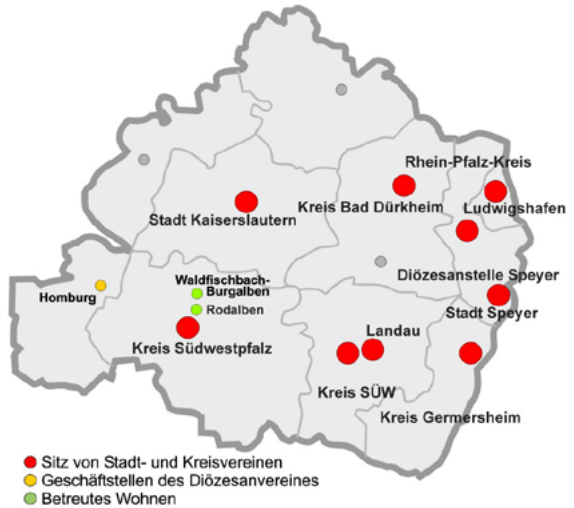 Rhein-Pfalz-Kreis
Kreis Bad Dürkheim
Ludwigshafen
Stadt Kaiserslautern
Diözesanstelle Speyer
Waldfischbach-
Burgalben
Homburg
Rodalben
Stadt Speyer
Landau
Kreis Südwestpfalz
Kreis SÜW
Kreis Germersheim
Sitz von Stadt- und Kreisvereinen
Geschäftstellen des Diözesanvereines
Betreutes Wohnen